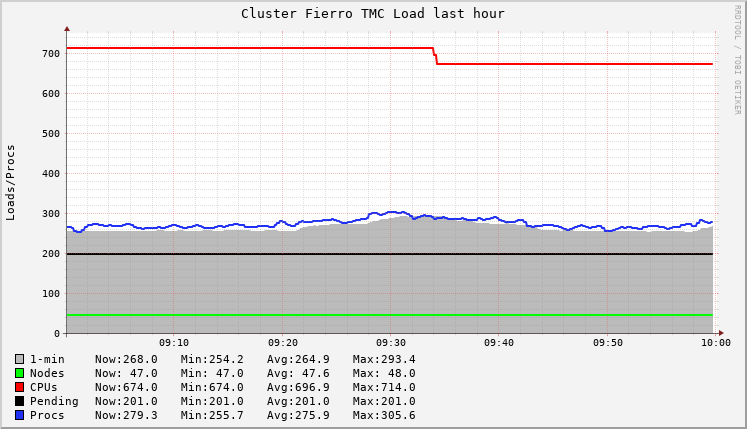 Cluster Fierro TMC Load last hour
RRDTOOL / TOBI OETIKER
Loads/Procs
700
600
500
400
300
200
100
0
09:10 09:20 09:30 09:40 09:50 10:00
1-min Now:268.0 Min:254.2 Avg:264.9 Max:293.4
Nodes Now: 47.0 Min: 47.0 Avg: 47.6 Max: 48.0
CPUs Now:674.0 Min:674.0 Avg:696.9 Max:714.0
Pending Now:201.0 Min:201.0 Avg:201.0 Max:201.0
Procs Now:279.3 Min:255.7 Avg:275.9 Max:305.6